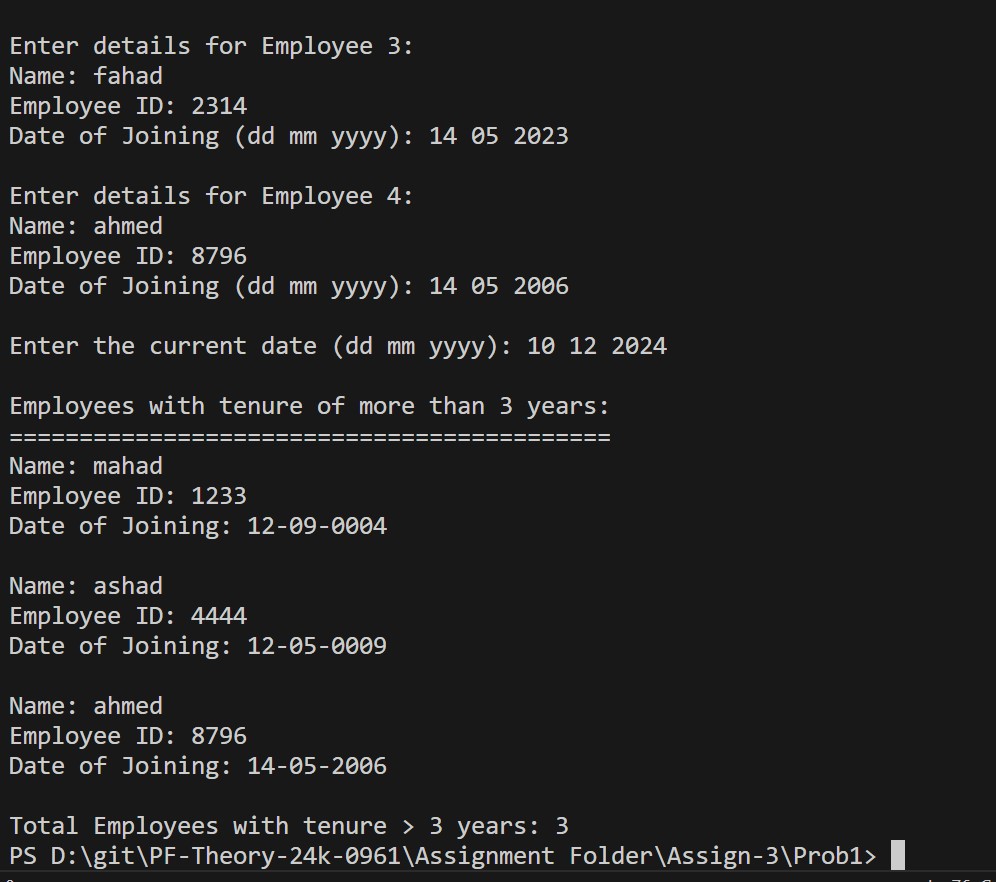 Enter details for Employee 3:
Name: fahad
Employee ID: 2314
Date of Joining (dd mm yyyy): 14 05 2023
Enter details for Employee 4:
Name: ahmed
Employee ID: 8796
Date of Joining (dd mm yyyy): 14 05 2006
Enter the current date (dd mm yyyy): 10 12 2024
Employees with tenure of more than 3 years:
===========================================
Name: mahad
Employee ID: 1233
Date of Joining: 12-09-0004
Name: ashad
Employee ID: 4444
Date of Joining: 12-05-0009
Name: ahmed
Employee ID: 8796
Date of Joining: 14-05-2006
Total Employees with tenure > 3 years: 3
PS D:\git\PF-Theory-24k-0961\Assignment Folder\Assign-3\Prob1>